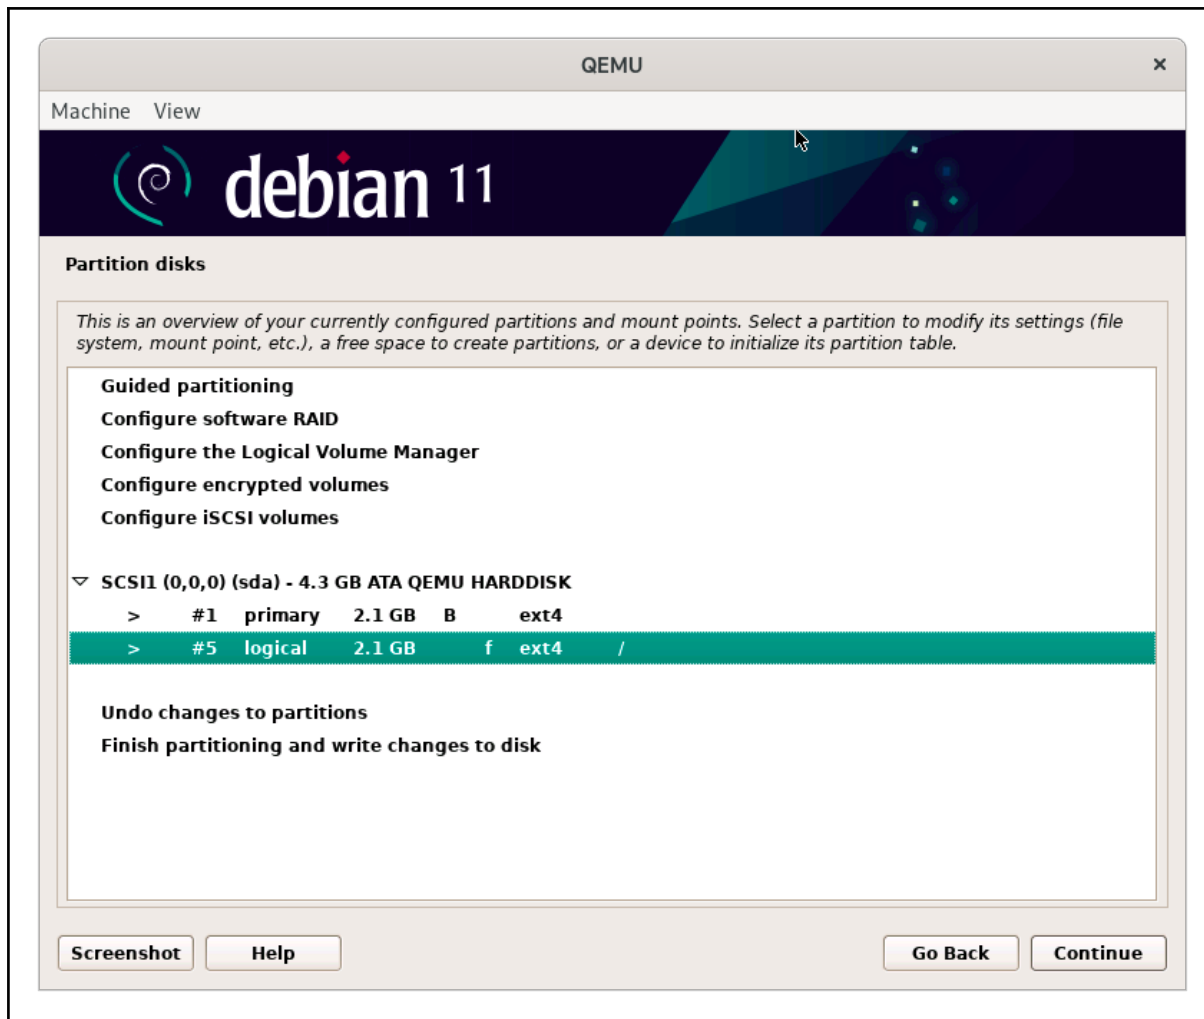 QEMU
Machine View
debian 11
Partition disks
This is an overview of your currently configured partitions and mount points. Select a partition to modify its settings (file
system, mount point, etc.), a free space to create partitions, or a device to initialize its partition table.
Guided partitioning
Configure software RAID
Configure the Logical Volume Manager
Configure encrypted volumes
Configure iSCSI volumes
SCSI1 (0,0,0) (sda) - 4.3 GB ATA QEMU HARDDISK
> #1 primary 2.1 GB B ext4
> #5 logical 2.1 GB f ext4 /
Undo changes to partitions
Finish partitioning and write changes to disk
Screenshot Help Go Back Continue